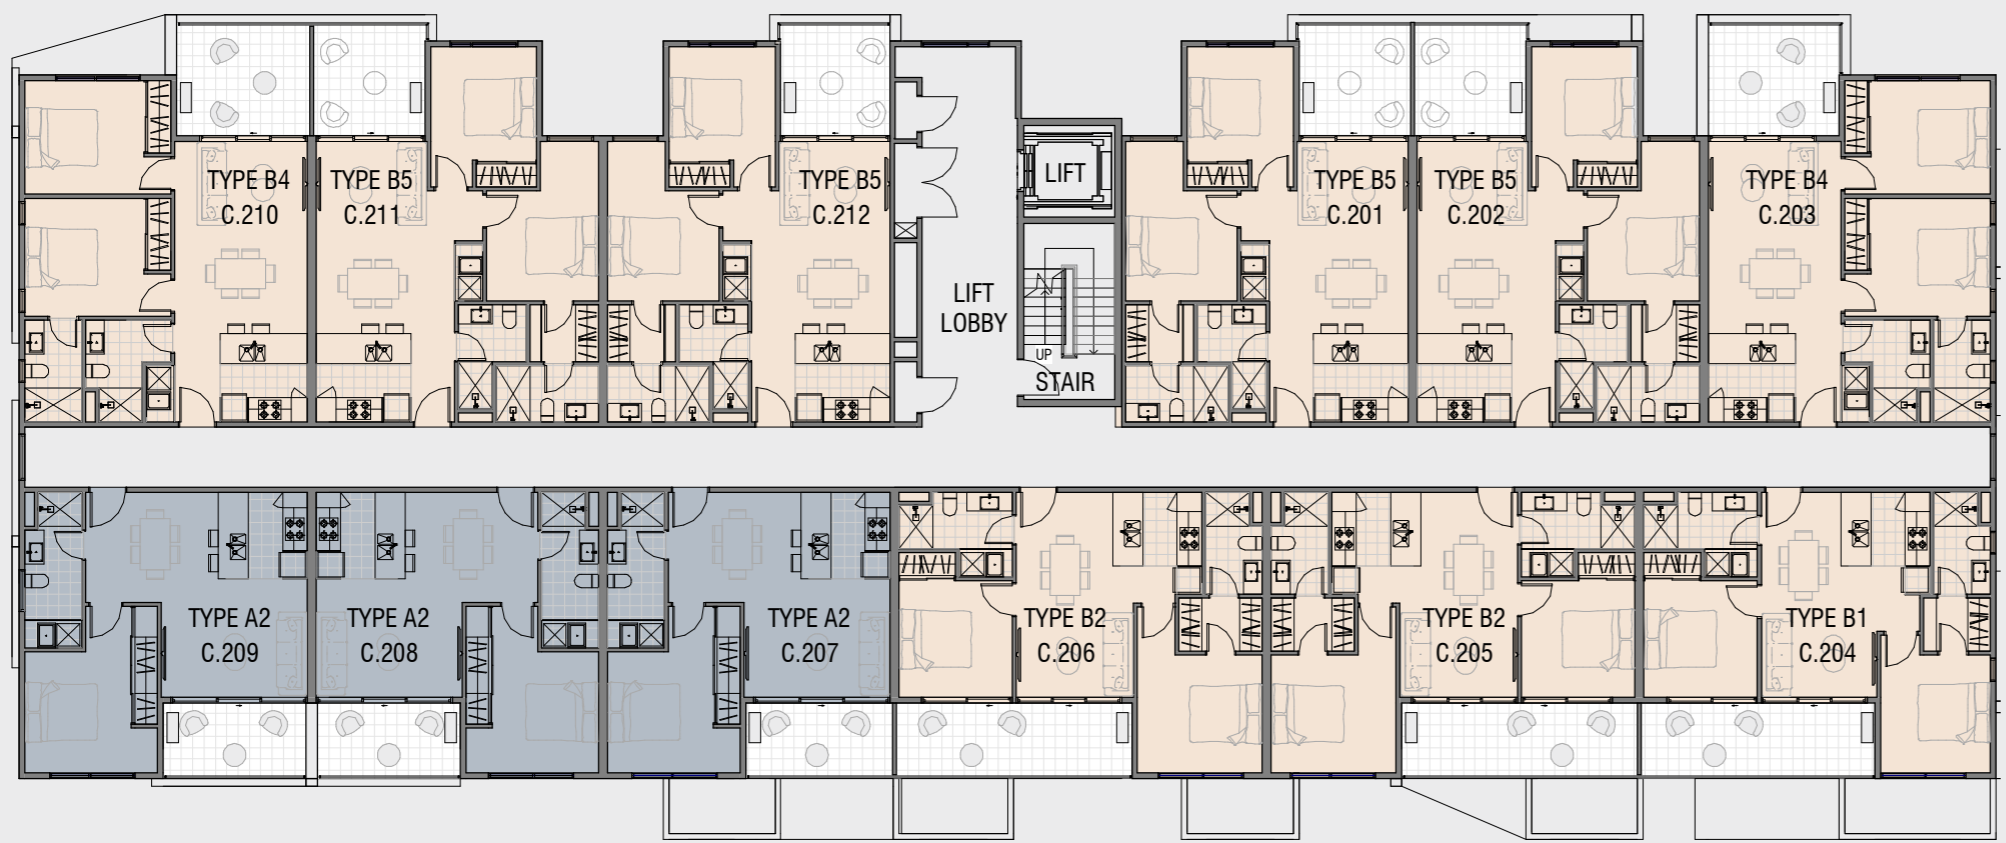 TYPE B4
C.210
TYPE B5
C.211
TYPE B5
C.212
LIFT
TYPE B5
C.201
TYPE B5
C.202
TYPE B4
C.203
LIFT
LOBBY
UP
STAIR
TYPE A2
C.209
TYPE A2
C.208
TYPE A2
C.207
TYPE B2
C.206
TYPE B2
C.205
TYPE B1
C.204